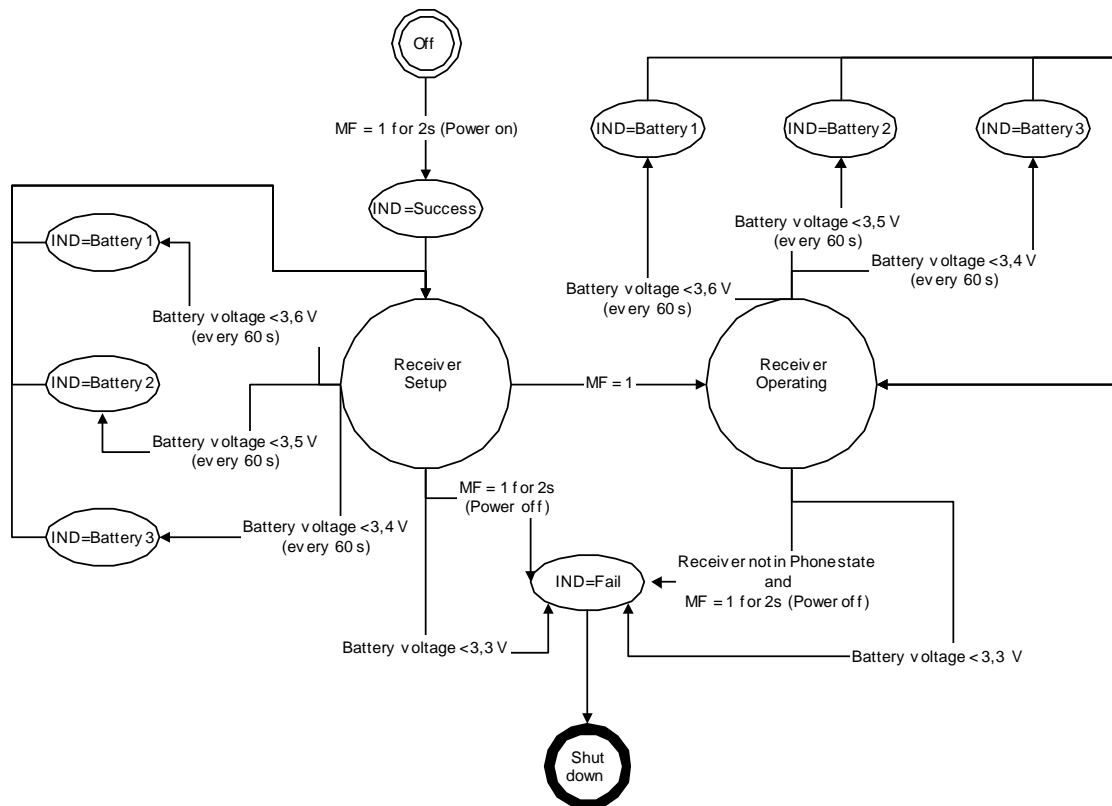 Off
MF = 1 for 2s (Power on)
IND=Success
IND=Battery 1
IND=Battery 2
IND=Battery 3
Battery voltage <3,5 V
(every 60 s)
Battery voltage <3,4 V
(every 60 s)
Battery voltage <3,6 V
(every 60 s)
IND=Battery 1
Battery voltage <3,6 V
(every 60 s)
IND=Battery 2
Battery voltage <3,5 V
(every 60 s)
IND=Battery 3
Battery voltage <3,4 V
(every 60 s)
Receiver
Setup
MF = 1
Receiver
Operating
MF = 1 for 2s
(Power off)
IND=Fail
Receiver not in Phone state
and
MF = 1 for 2s (Power off)
Battery voltage <3,3 V
Battery voltage <3,3 V
Shut
down